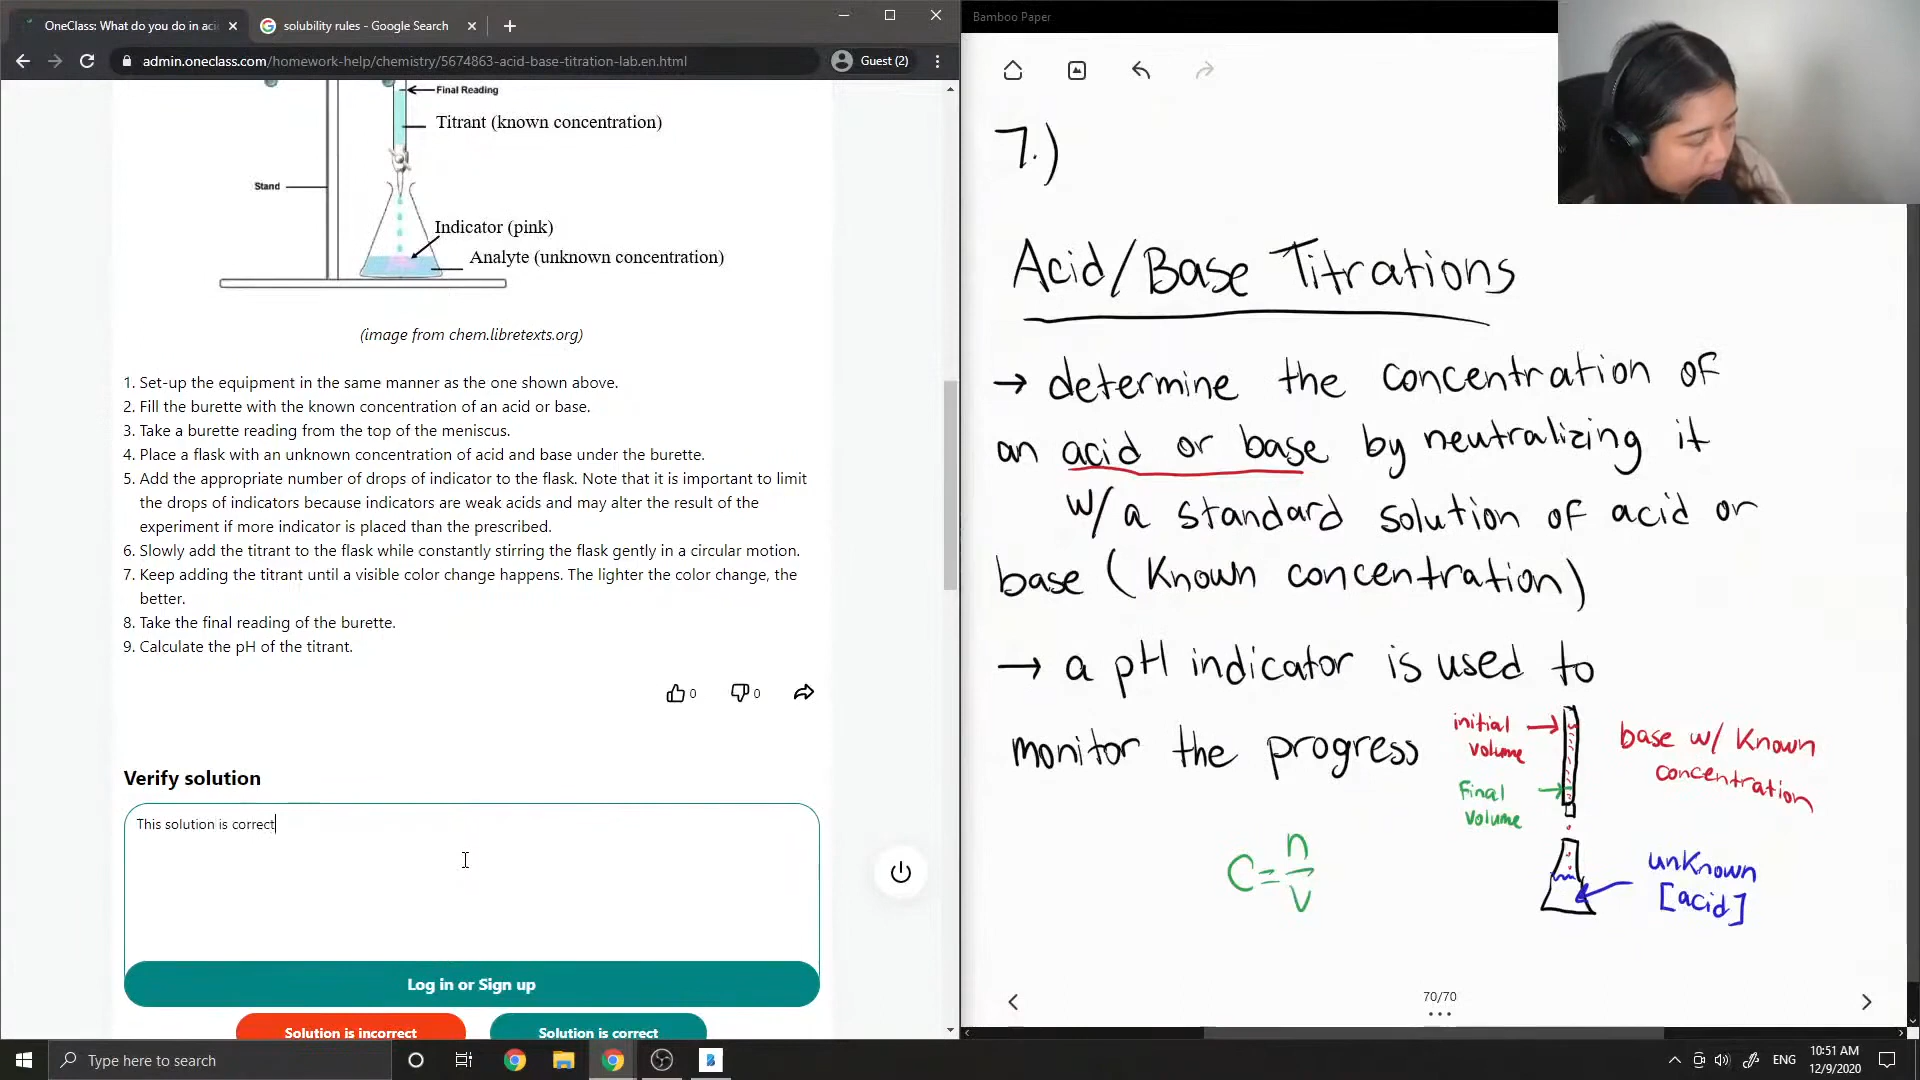 OneClass: What do you do in aci
solubility rules - Google Search
admin.oneclass.com/homework-help/chemistry/5674863-acid-base-titration-lab.en.html
Guest (2)
Final Reading
Titrant (known concentration)
Stand
Indicator (pink)
Analyte (unknown concentration)
(image from chem.libretexts.org)
1. Set-up the equipment in the same manner as the one shown above.
2. Fill the burette with the known concentration of an acid or base.
3. Take a burette reading from the top of the meniscus.
4. Place a flask with an unknown concentration of acid and base under the burette.
5. Add the appropriate number of drops of indicator to the flask. Note that it is important to limit
the drops of indicators because indicators are weak acids and may alter the result of the
experiment if more indicator is placed than the prescribed.
6. Slowly add the titrant to the flask while constantly stirring the flask gently in a circular motion.
7. Keep adding the titrant until a visible color change happens. The lighter the color change, the
better.
8. Take the final reading of the burette.
9. Calculate the pH of the titrant.
0
0
Verify solution
This solution is correct
Log in or Sign up
Solution is incorrect
Solution is correct
Bamboo Paper
7.)
Acid/Base Titrations
→ determine the concentration of
an acid or base by neutralizing it
w/ a standard solution of acid or
base (Known concentration)
→ a pH indicator is used to
monitor the progress
initial
volume
base w/ Known
concentration
Final
Volume
C = n
V
unknown
[acid]
70/70
Type here to search
ENG
10:51 AM
12/9/2020